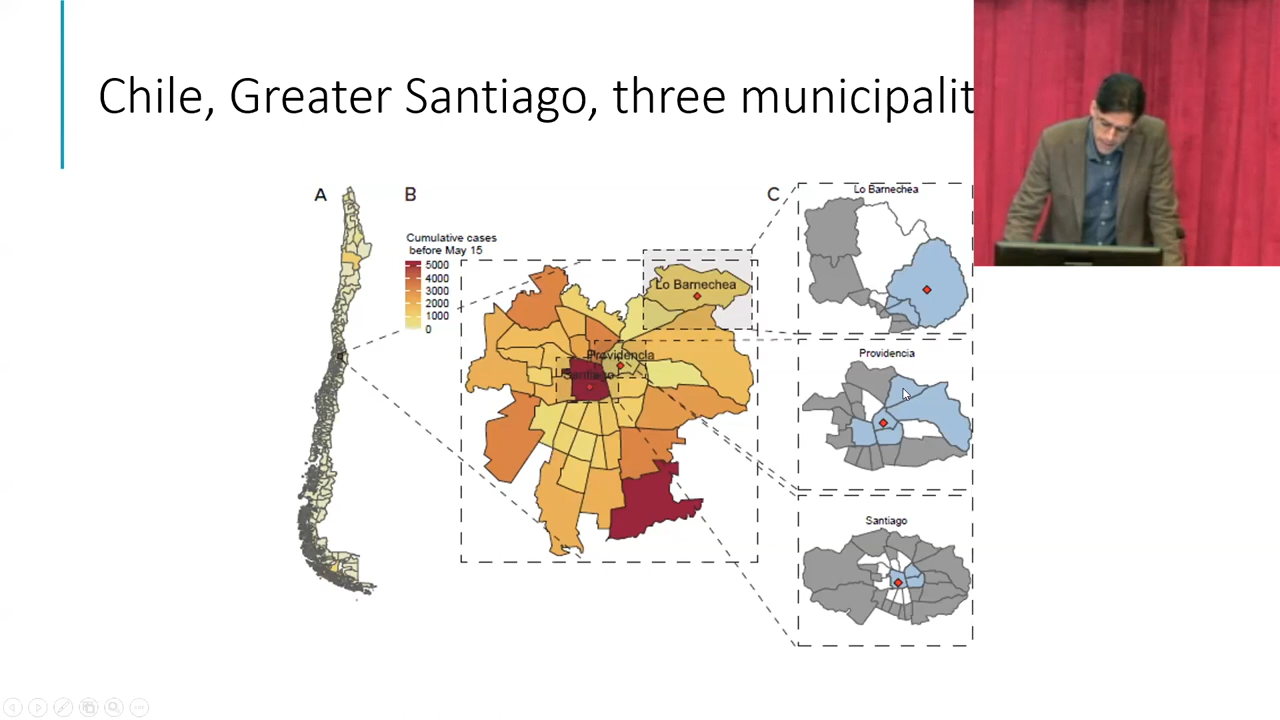 Chile, Greater Santiago, three municipalit
A
B
C
Cumulative cases
before May 15
5000
4000
3000
2000
1000
0
Lo Barnechea
Providencia
Santiago
Lo Barnechea
Providencia
Santiago